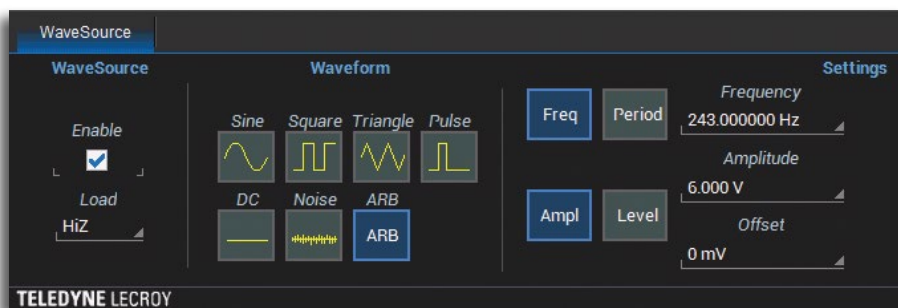 WaveSource
WaveSource Waveform Settings
Frequency
Freq Period 243.000000 Hz
Enable
Sine Square Triangle Pulse
Amplitude
6.000 V
Load
DC Noise ARB
HiZ
ARB
Ampl Level
Offset
0 mV
TELEDYNE LECROY